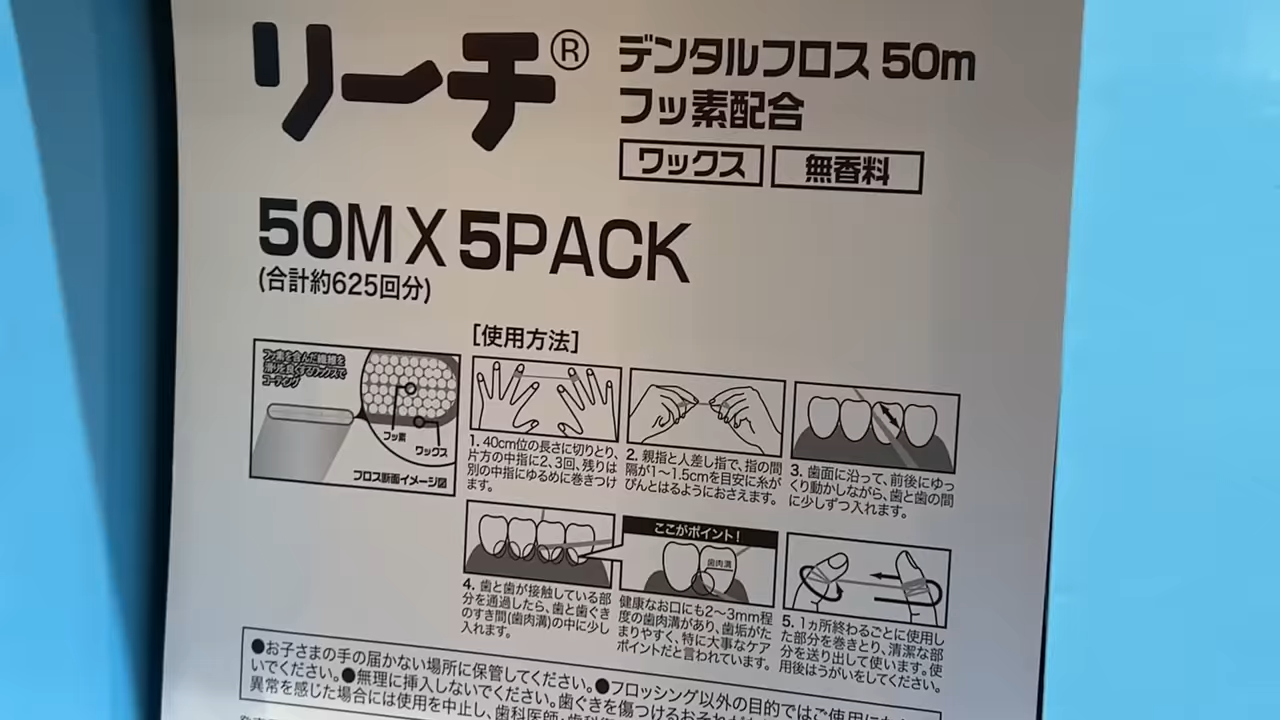 リーチ®
デンタルフロス 50m
フッ素配合
ワックス
無香料
50M X 5PACK
(合計約625回分)
[使用方法]
フッ素を含んだ繊維を
滑りを良くするワックスで
コーティング
フッ素
ワックス
フロス断面イメージ図
1. 40cm位の長さに切りとり、
片方の中指に2、3回、残りは
別の中指にゆるめに巻きつけ
ます。
2. 親指と人差し指で、指の間
隔が1〜1.5cmを目安に糸が
ぴんとはるようにおさえます。
3. 歯面に沿って、前後にゆっ
くり動かしながら、歯と歯の間
に少しずつ入れます。
4. 歯と歯が接触している部
分を通過したら、歯と歯ぐき
のすき間(歯肉溝)の中に少し
入れます。
ここがポイント!
歯肉溝
健康なお口にも2〜3mm程
度の歯肉溝があり、歯垢がた
まりやすく、特に大事なケア
ポイントだと言われています。
5. 1ヵ所終わるごとに使用し
た部分を巻きとり、清潔な部
分を送り出して使います。使
用後はうがいをしてください。
●お子さまの手の届かない場所に保管してください。●フロッシング以外の目的ではご使用にな
いでください。●無理に挿入しないでください。歯ぐきを傷つけるおそれが
異常を感じた場合には使用を中止し、歯科医師・